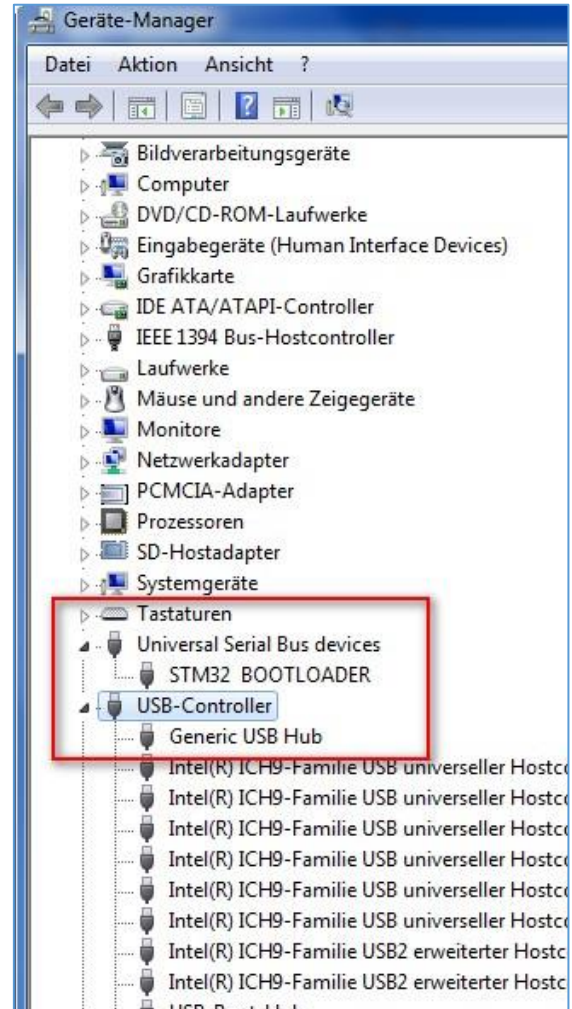 Geräte-Manager
Datei Aktion Ansicht ?
Bildverarbeitungsgeräte
Computer
DVD/CD-ROM-Laufwerke
Eingabegeräte (Human Interface Devices)
Grafikkarte
IDE ATA/ATAPI-Controller
IEEE 1394 Bus-Hostcontroller
Laufwerke
Mäuse und andere Zeigegeräte
Monitore
Netzwerkadapter
PCMCIA-Adapter
Prozessoren
SD-Hostadapter
Systemgeräte
Tastaturen
Universal Serial Bus devices
STM32 BOOTLOADER
USB-Controller
Generic USB Hub
Intel(R) ICH9-Familie USB universeller Hostc
Intel(R) ICH9-Familie USB universeller Hostc
Intel(R) ICH9-Familie USB universeller Hostc
Intel(R) ICH9-Familie USB universeller Hostc
Intel(R) ICH9-Familie USB universeller Hostc
Intel(R) ICH9-Familie USB universeller Hostc
Intel(R) ICH9-Familie USB2 erweiterter Hostc
Intel(R) ICH9-Familie USB2 erweiterter Hostc